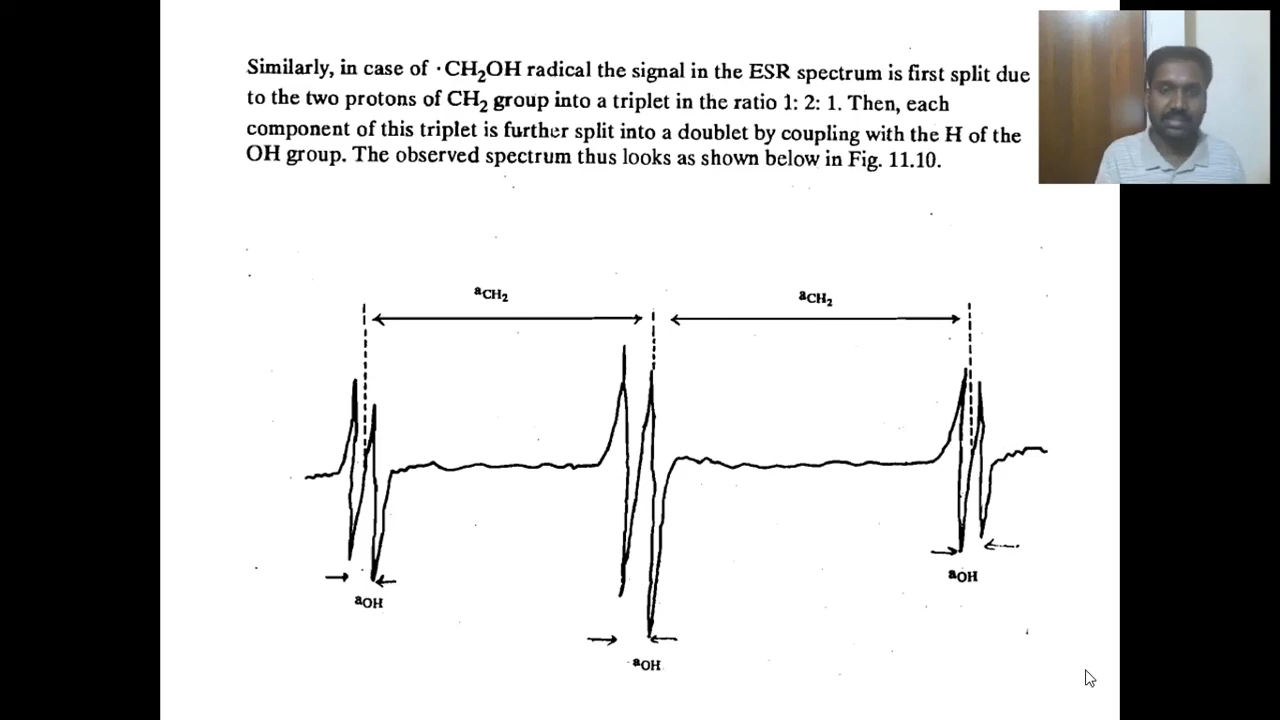 Similarly, in case of ·CH₂OH radical the signal in the ESR spectrum is first split due
to the two protons of CH₂ group into a triplet in the ratio 1: 2: 1. Then, each
component of this triplet is further split into a doublet by coupling with the H of the
OH group. The observed spectrum thus looks as shown below in Fig. 11.10.
aCH₂ aCH₂
aOH
aOH
aOH